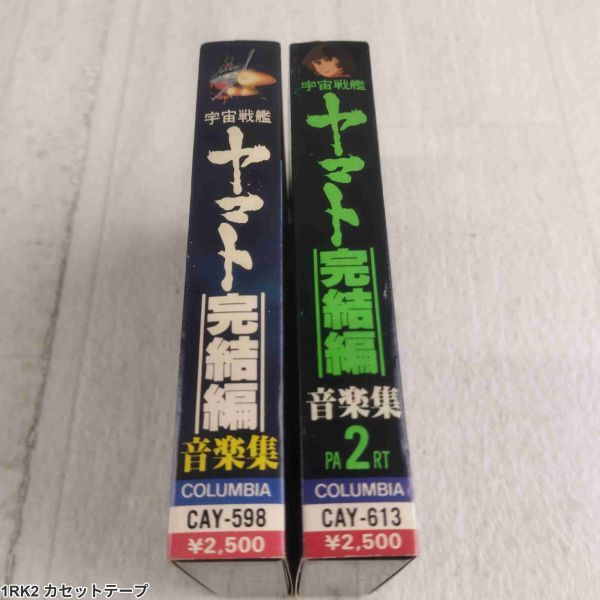 宇宙戦艦
ヤマト
完結編
音楽集
COLUMBIA
CAY-598
¥2,500
宇宙戦艦
ヤマト
完結編
音楽集
PART 2
COLUMBIA
CAY-613
¥2,500
1RK2 カセットテープ